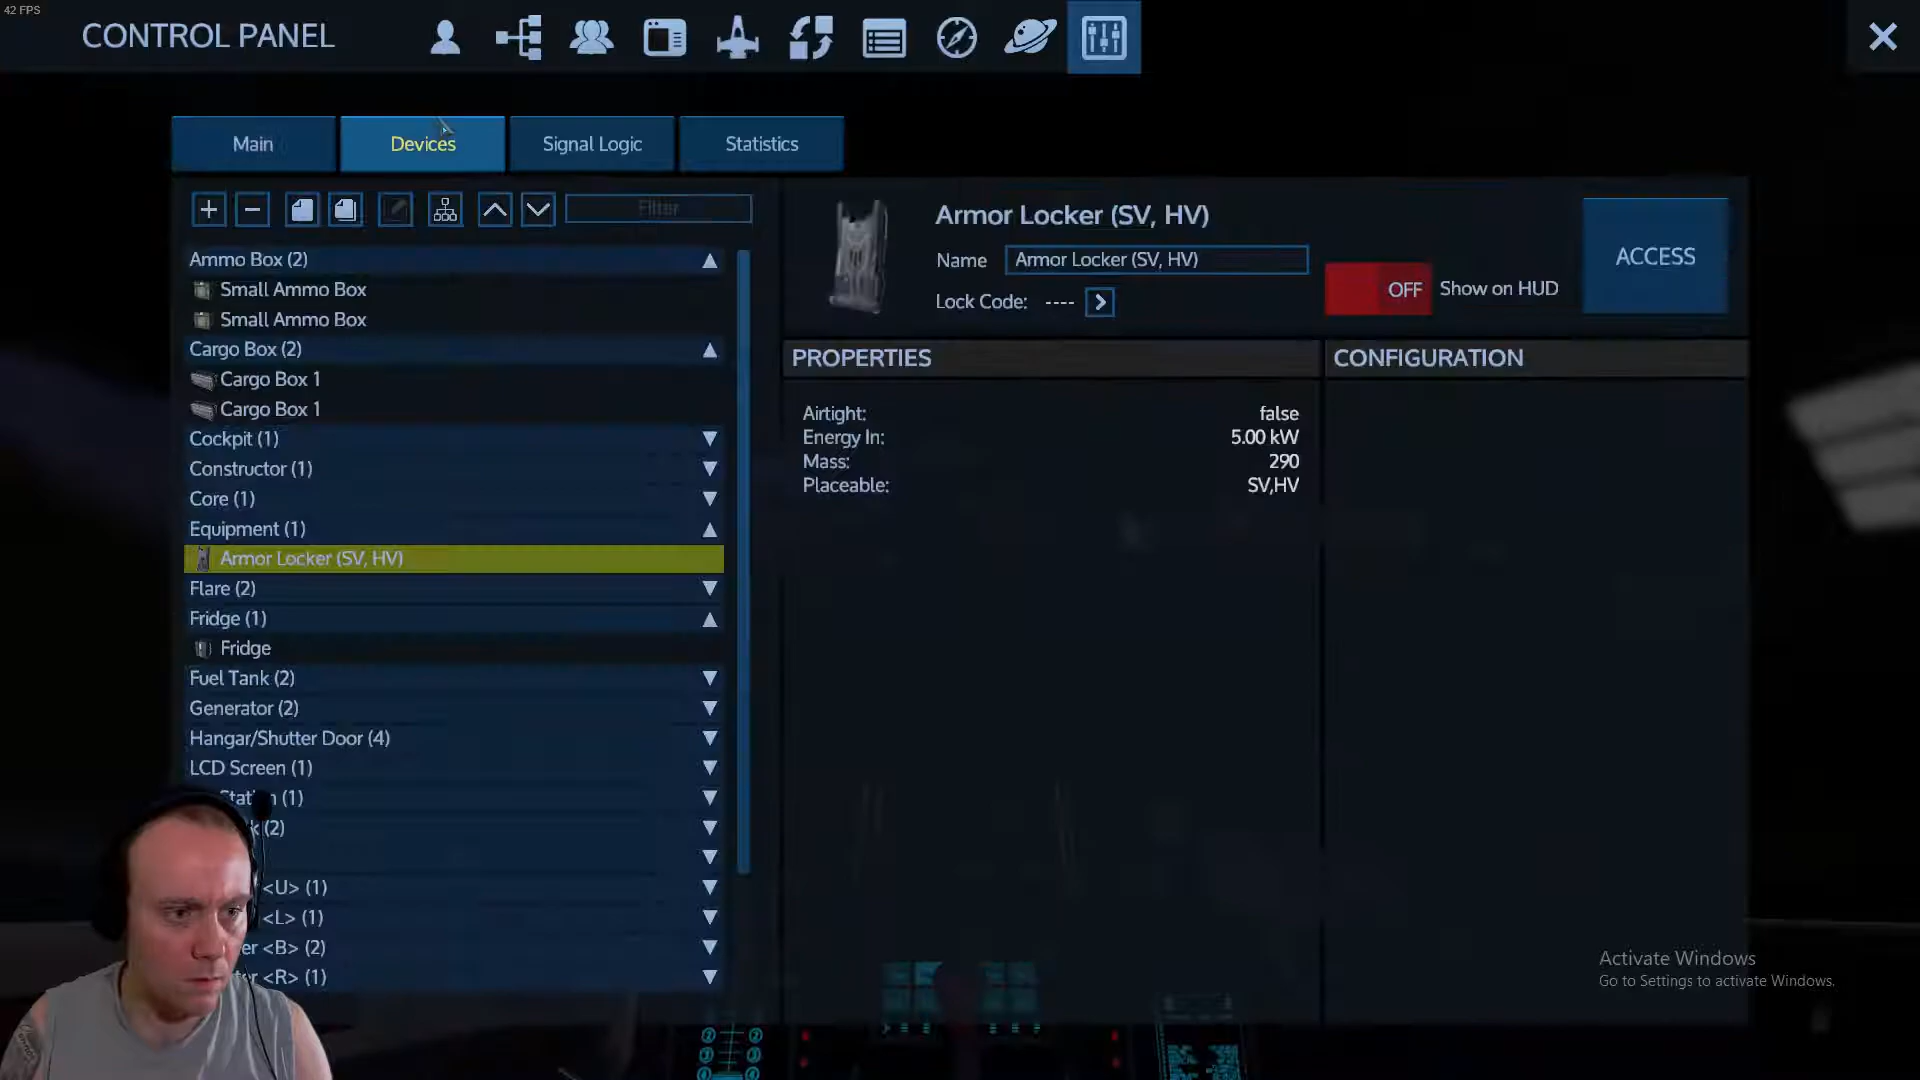 42 FPS
CONTROL PANEL
Main
Devices
Signal Logic
Statistics
Filter
Ammo Box (2)
Small Ammo Box
Small Ammo Box
Cargo Box (2)
Cargo Box 1
Cargo Box 1
Cockpit (1)
Constructor (1)
Core (1)
Equipment (1)
Armor Locker (SV, HV)
Flare (2)
Fridge (1)
Fridge
Fuel Tank (2)
Generator (2)
Hangar/Shutter Door (4)
LCD Screen (1)
Station (1)
k (2)
<U> (1)
<L> (1)
er <B> (2)
ter <R> (1)
Armor Locker (SV, HV)
Name
Armor Locker (SV, HV)
Lock Code: ----
OFF
Show on HUD
ACCESS
PROPERTIES
Airtight: false
Energy In: 5.00 kW
Mass: 290
Placeable: SV,HV
CONFIGURATION
Activate Windows
Go to Settings to activate Windows.